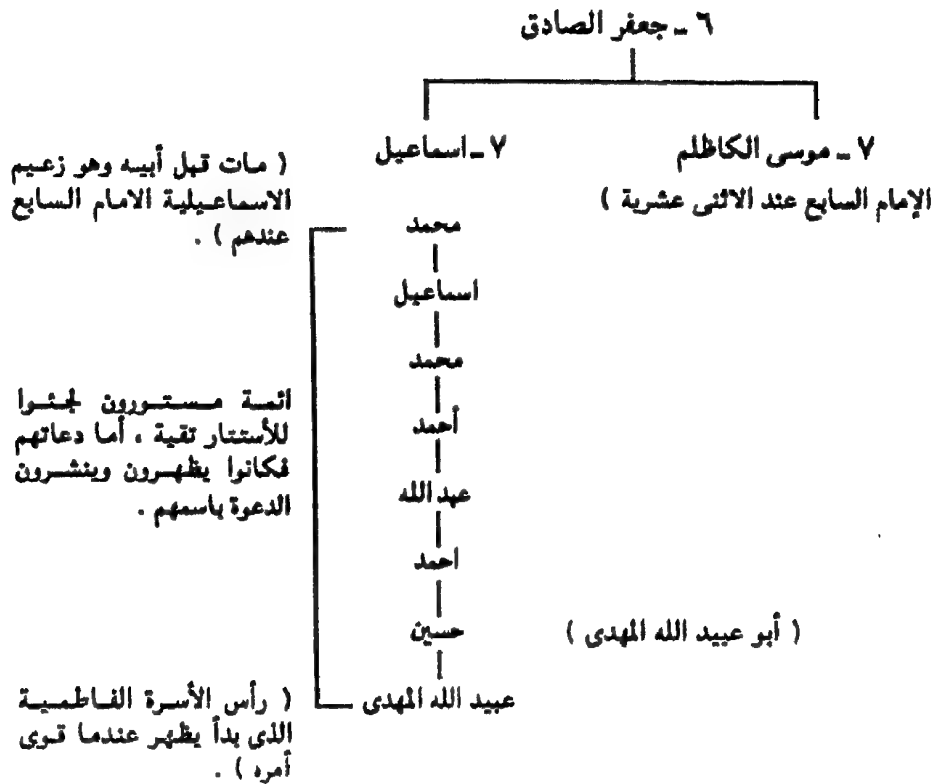 ٦ ـ جعفر الصادق
٧ ـ موسى الكاظلم
الإمام السابع عند الاثنى عشرية )
٧ ـ اسماعيل
( مات قبل أبيه وهو زعيم
الاسماعيلية الامام السابع
عندهم ) .
محمد
اسماعيل
محمد
أحمد
عبد الله
احمد
حسين
( أبو عبيد الله المهدى )
عبيد الله المهدى
ائمة مستورون لجئوا
للأستتار تقية ، أما دعاتهم
فكانوا يظهرون وينشرون
الدعوة باسمهم .
( رأس الأسرة الفاطمية
الذى بدأ يظهر عندما قوى
أمره ) .